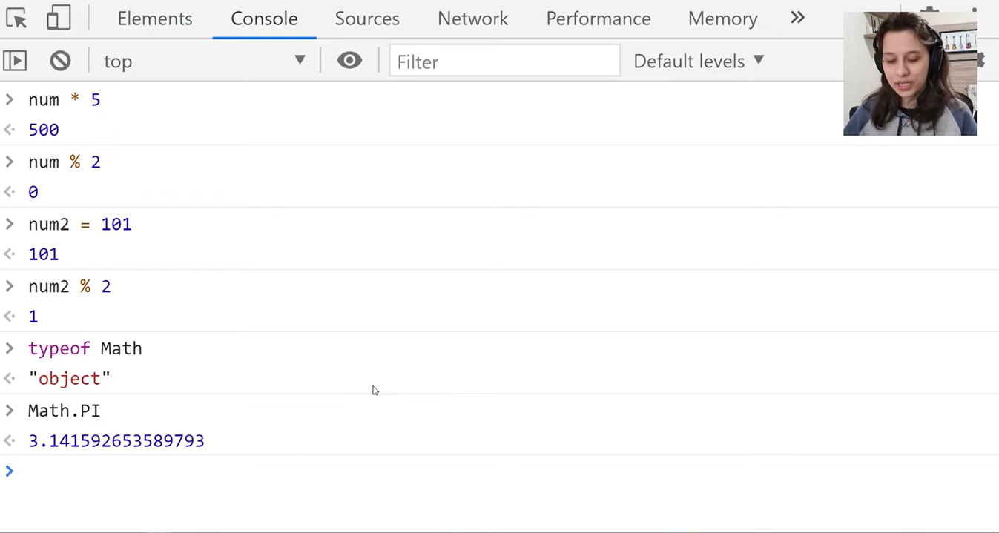 Elements Console Sources Network Performance Memory »
top Filter Default levels
> num * 5
500
> num % 2
0
> num2 = 101
101
> num2 % 2
1
> typeof Math
"object"
> Math.PI
3.141592653589793
>